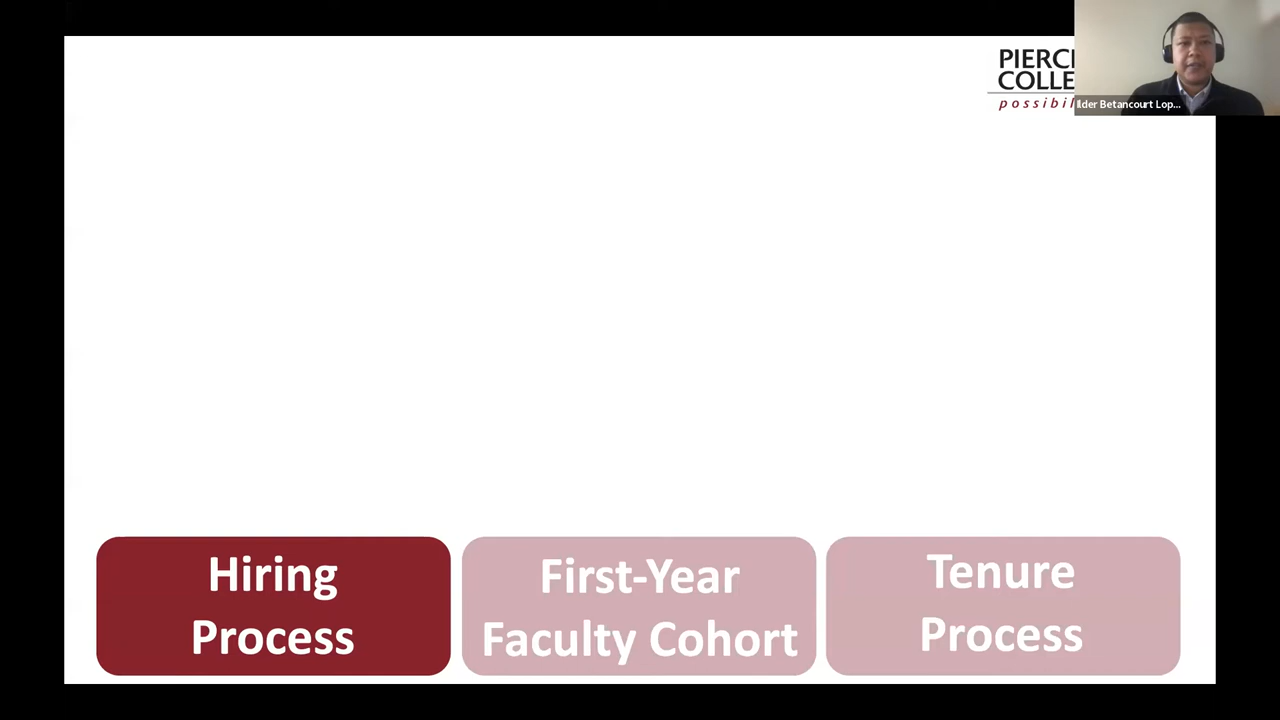 PIERC
COLLE
possibil
lder Betancourt Lop...
Hiring
Process
First-Year
Faculty Cohort
Tenure
Process